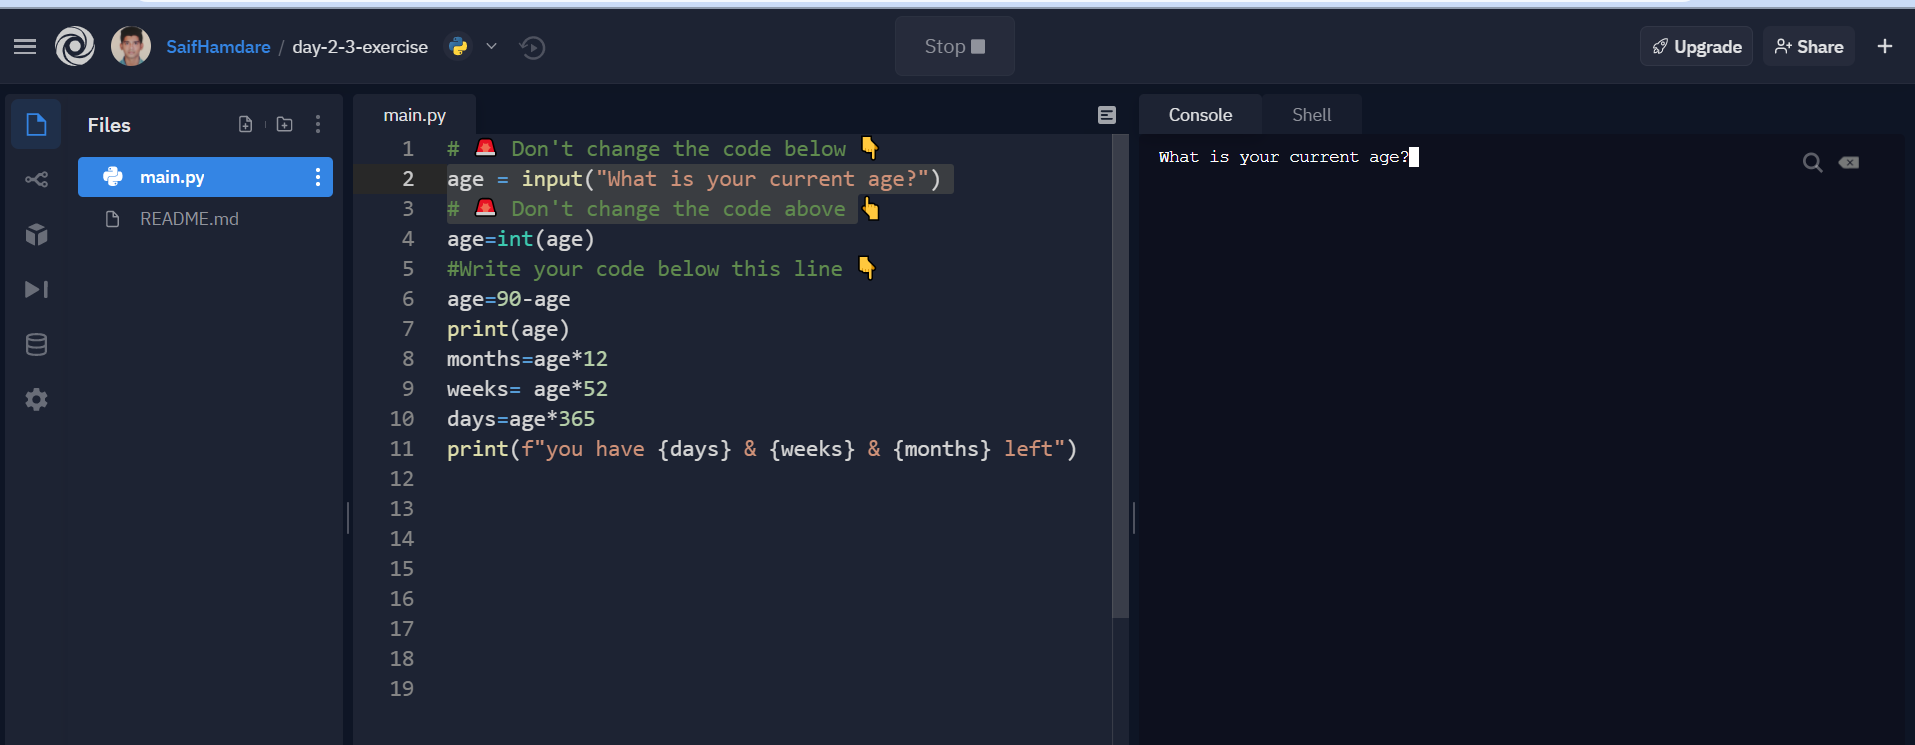 SaifHamdare / day-2-3-exercise
Stop
Upgrade
Share
Files
main.py
README.md
main.py
1 # 🚨 Don't change the code below 👇
2 age = input("What is your current age?")
3 # 🚨 Don't change the code above 👆
4 age=int(age)
5 #Write your code below this line 👇
6 age=90-age
7 print(age)
8 months=age*12
9 weeks= age*52
10 days=age*365
11 print(f"you have {days} & {weeks} & {months} left")
12
13
14
15
16
17
18
19
Console Shell
What is your current age?